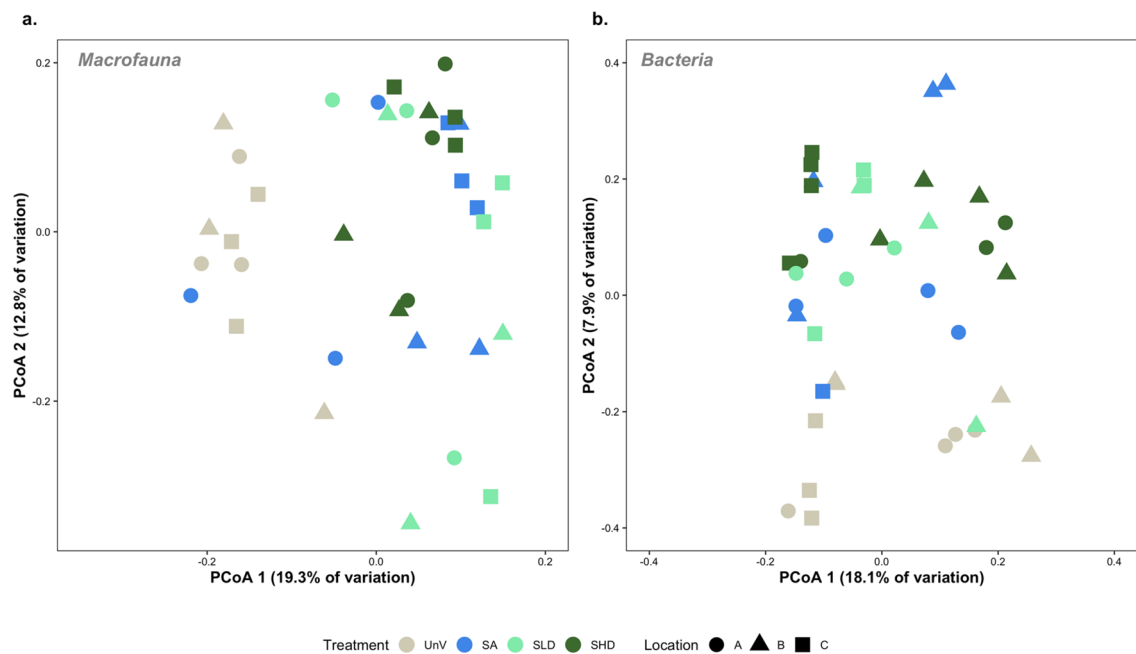 a.
Macrofauna
0.2
0.0
-0.2
PCoA 2 (12.8% of variation)
-0.2
0.0
0.2
PCoA 1 (19.3% of variation)
b.
Bacteria
0.4
0.2
0.0
-0.2
-0.4
PCoA 2 (7.9% of variation)
-0.4
-0.2
0.0
0.2
0.4
PCoA 1 (18.1% of variation)
Treatment UnV SA SLD SHD Location A B C